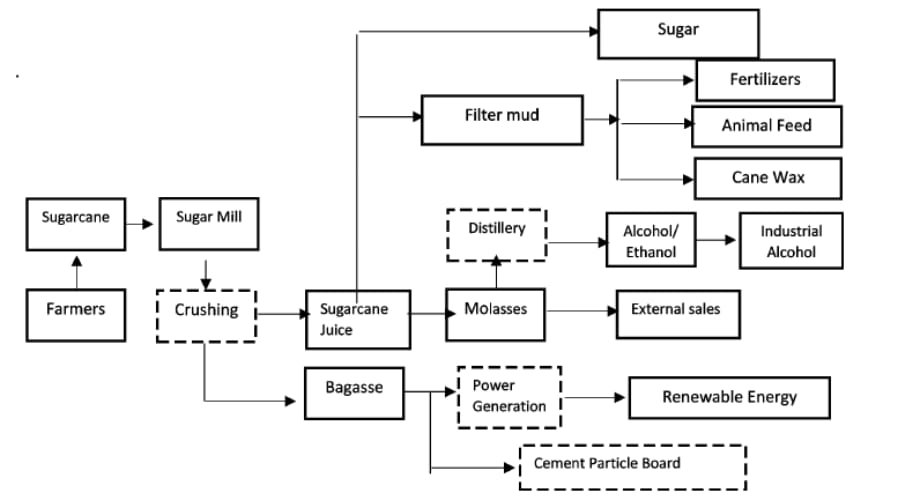 Sugar
Fertilizers
Filter mud
Animal Feed
Cane Wax
Sugarcane
Sugar Mill
Distillery
Alcohol/
Ethanol
Industrial
Alcohol
Farmers
Crushing
Sugarcane
Juice
Molasses
External sales
Bagasse
Power
Generation
Renewable Energy
Cement Particle Board